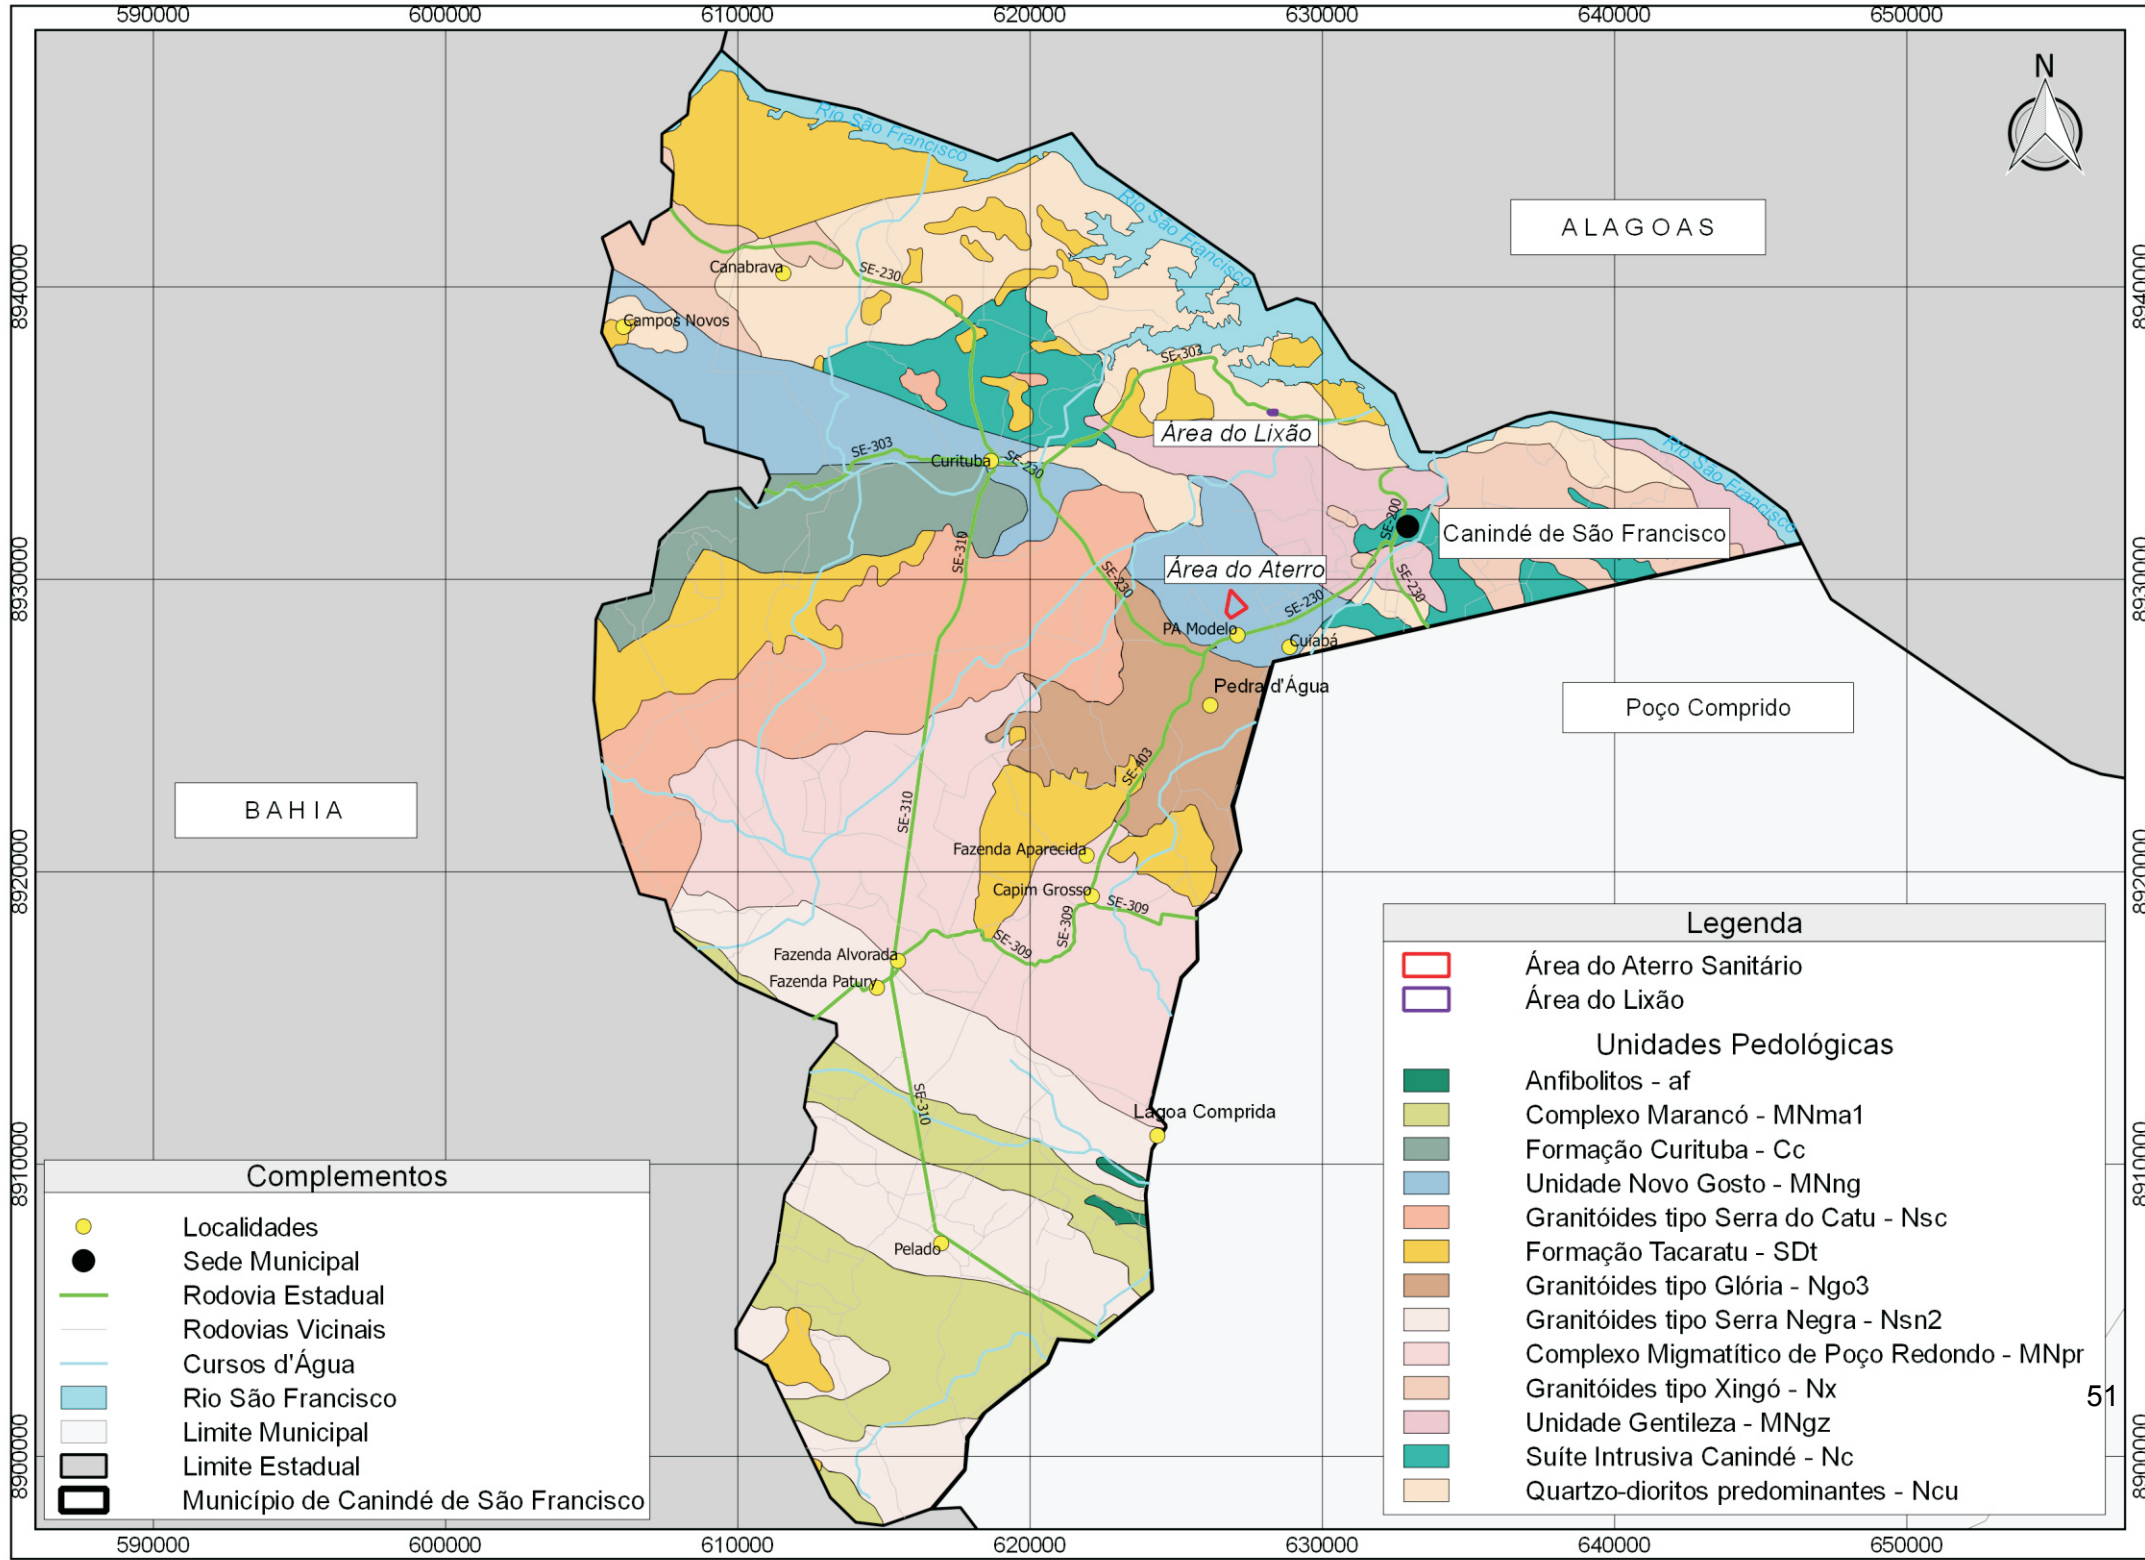 590000 600000 610000 620000 630000 640000 650000
N
Rio São Francisco
ALAGOAS
Rio São Francisco
8940000
8940000
Canabrava
SE-230
Campos Novos
SE-303
Área do Lixão
SE-303
Curituba
SE-230
Rio São Francisco
SE-200
Canindé de São Francisco
SE-310
Área do Aterro
8930000
8930000
SE-230
SE-230
SE-230
PA Modelo
Cuiabá
Pedra d'Água
Poço Comprido
SE-403
BAHIA
SE-310
Fazenda Aparecida
8920000
8920000
Capim Grosso
SE-309
SE-309
SE-309
Fazenda Alvorada
Fazenda Patury
SE-310
Lagoa Comprida
8910000
8910000
Pelado
8900000
8900000
Complementos
Localidades
Sede Municipal
Rodovia Estadual
Rodovias Vicinais
Cursos d'Água
Rio São Francisco
Limite Municipal
Limite Estadual
Município de Canindé de São Francisco
Legenda
Área do Aterro Sanitário
Área do Lixão
Unidades Pedológicas
Anfibolitos - af
Complexo Marancó - MNma1
Formação Curituba - Cc
Unidade Novo Gosto - MNng
Granitóides tipo Serra do Catu - Nsc
Formação Tacaratu - SDt
Granitóides tipo Glória - Ngo3
Granitóides tipo Serra Negra - Nsn2
Complexo Migmatítico de Poço Redondo - MNpr
Granitóides tipo Xingó - Nx
51
Unidade Gentileza - MNgz
Suíte Intrusiva Canindé - Nc
Quartzo-dioritos predominantes - Ncu
590000 600000 610000 620000 630000 640000 650000